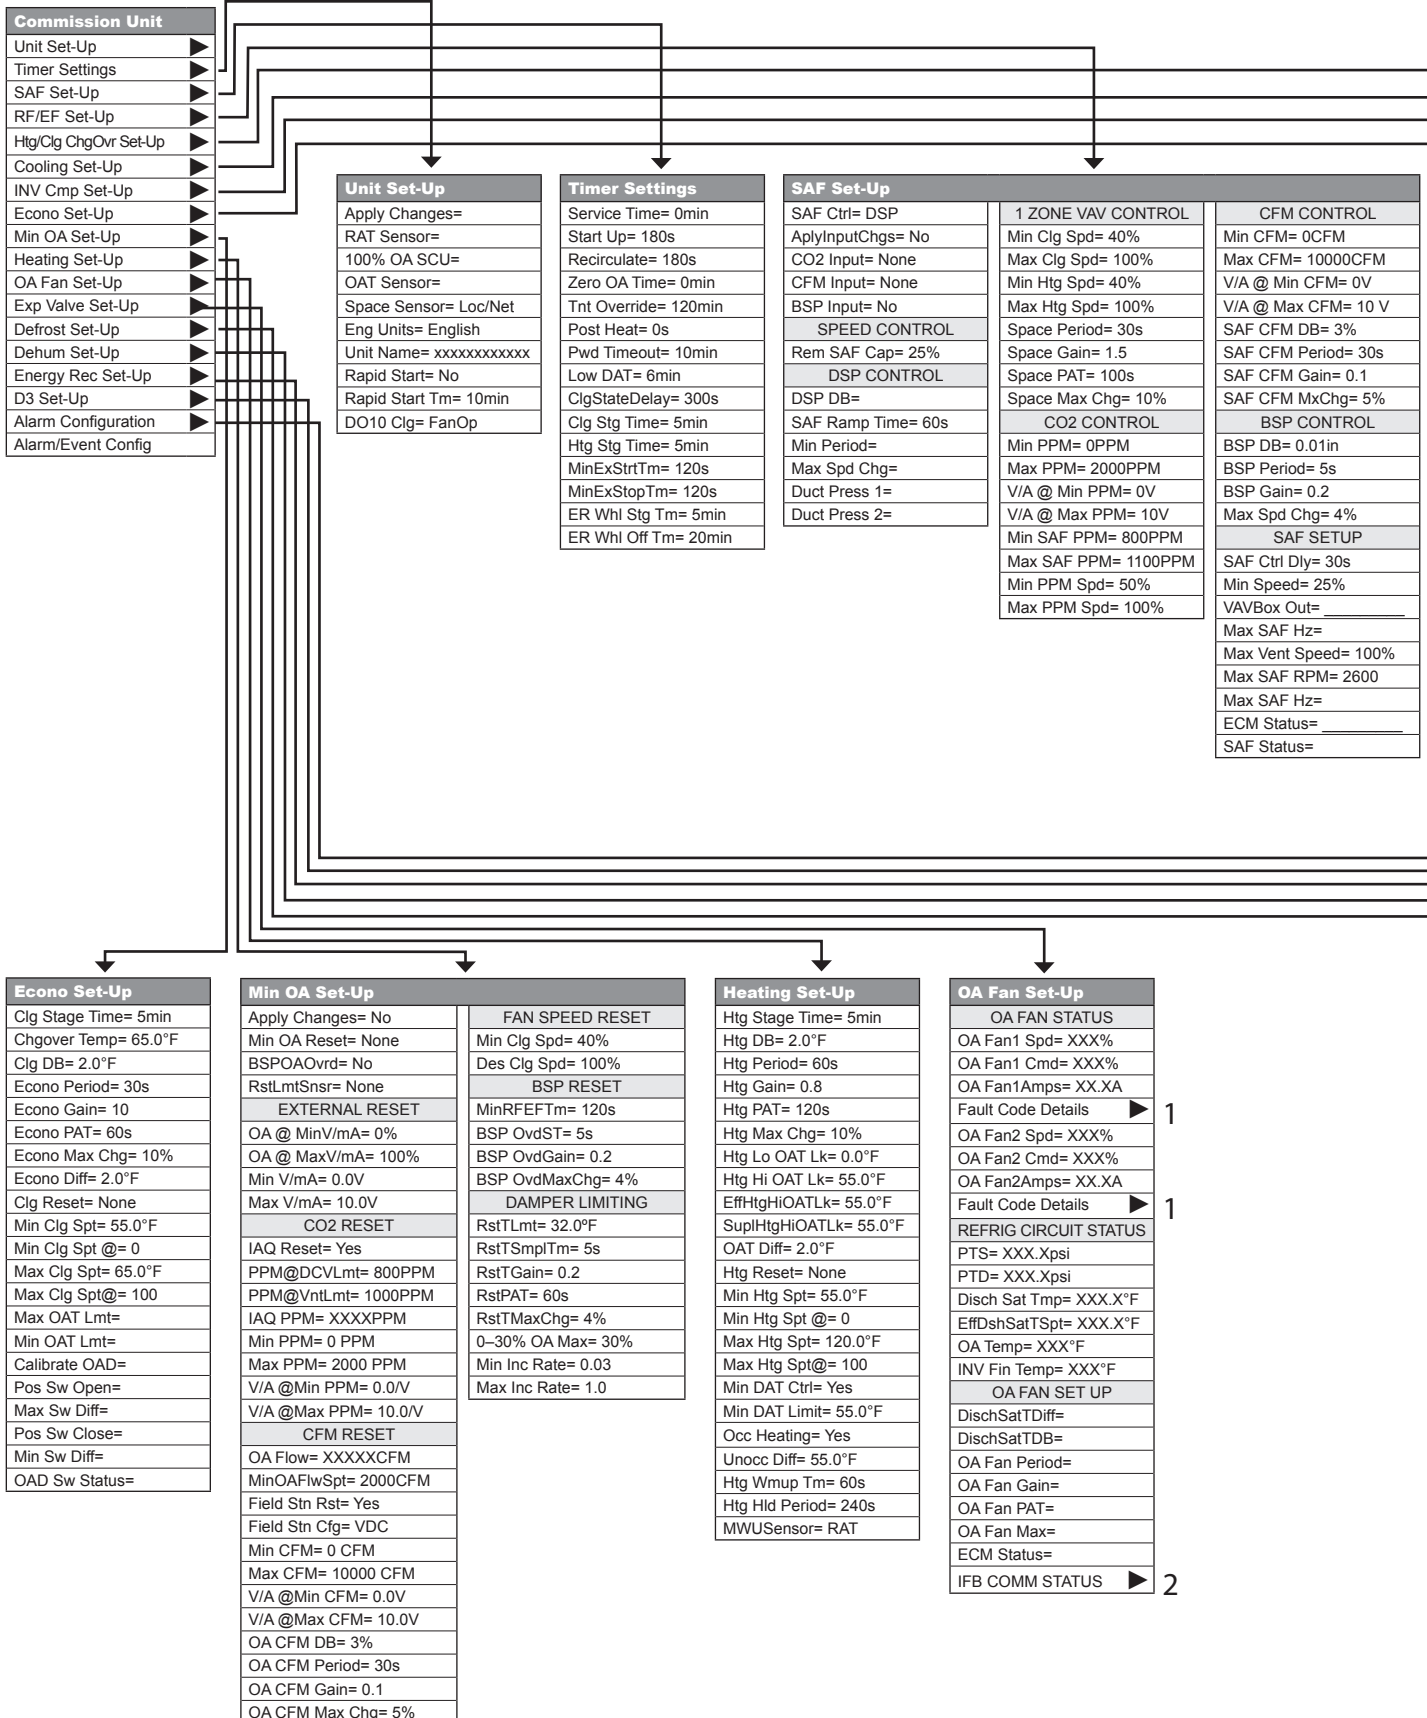 Commission Unit
Unit Set-Up
Timer Settings
SAF Set-Up
RF/EF Set-Up
Htg/Clg ChgOvr Set-Up
Cooling Set-Up
INV Cmp Set-Up
Econo Set-Up
Min OA Set-Up
Heating Set-Up
OA Fan Set-Up
Exp Valve Set-Up
Defrost Set-Up
Dehum Set-Up
Energy Rec Set-Up
D3 Set-Up
Alarm Configuration
Alarm/Event Config
Unit Set-Up
Apply Changes=
RAT Sensor=
100% OA SCU=
OAT Sensor=
Space Sensor= Loc/Net
Eng Units= English
Unit Name= xxxxxxxxxxxx
Rapid Start= No
Rapid Start Tm= 10min
DO10 Clg= FanOp
Timer Settings
Service Time= 0min
Start Up= 180s
Recirculate= 180s
Zero OA Time= 0min
Tnt Override= 120min
Post Heat= 0s
Pwd Timeout= 10min
Low DAT= 6min
ClgStateDelay= 300s
Clg Stg Time= 5min
Htg Stg Time= 5min
MinExStrtTm= 120s
MinExStopTm= 120s
ER Whl Stg Tm= 5min
ER Whl Off Tm= 20min
SAF Set-Up
SAF Ctrl= DSP
AplyInputChgs= No
CO2 Input= None
CFM Input= None
BSP Input= No
SPEED CONTROL
Rem SAF Cap= 25%
DSP CONTROL
DSP DB=
SAF Ramp Time= 60s
Min Period=
Max Spd Chg=
Duct Press 1=
Duct Press 2=
1 ZONE VAV CONTROL
Min Clg Spd= 40%
Max Clg Spd= 100%
Min Htg Spd= 40%
Max Htg Spd= 100%
Space Period= 30s
Space Gain= 1.5
Space PAT= 100s
Space Max Chg= 10%
CO2 CONTROL
Min PPM= 0PPM
Max PPM= 2000PPM
V/A @ Min PPM= 0V
V/A @ Max PPM= 10V
Min SAF PPM= 800PPM
Max SAF PPM= 1100PPM
Min PPM Spd= 50%
Max PPM Spd= 100%
CFM CONTROL
Min CFM= 0CFM
Max CFM= 10000CFM
V/A @ Min CFM= 0V
V/A @ Max CFM= 10 V
SAF CFM DB= 3%
SAF CFM Period= 30s
SAF CFM Gain= 0.1
SAF CFM MxChg= 5%
BSP CONTROL
BSP DB= 0.01in
BSP Period= 5s
BSP Gain= 0.2
Max Spd Chg= 4%
SAF SETUP
SAF Ctrl Dly= 30s
Min Speed= 25%
VAVBox Out= __________
Max SAF Hz=
Max Vent Speed= 100%
Max SAF RPM= 2600
Max SAF Hz=
ECM Status= __________
SAF Status=
Econo Set-Up
Clg Stage Time= 5min
Chgover Temp= 65.0°F
Clg DB= 2.0°F
Econo Period= 30s
Econo Gain= 10
Econo PAT= 60s
Econo Max Chg= 10%
Econo Diff= 2.0°F
Clg Reset= None
Min Clg Spt= 55.0°F
Min Clg Spt @= 0
Max Clg Spt= 65.0°F
Max Clg Spt@= 100
Max OAT Lmt=
Min OAT Lmt=
Calibrate OAD=
Pos Sw Open=
Max Sw Diff=
Pos Sw Close=
Min Sw Diff=
OAD Sw Status=
Min OA Set-Up
Apply Changes= No
Min OA Reset= None
BSPOAOvrd= No
RstLmtSnsr= None
EXTERNAL RESET
OA @ MinV/mA= 0%
OA @ MaxV/mA= 100%
Min V/mA= 0.0V
Max V/mA= 10.0V
CO2 RESET
IAQ Reset= Yes
PPM@DCVLmt= 800PPM
PPM@VntLmt= 1000PPM
IAQ PPM= XXXXPPM
Min PPM= 0 PPM
Max PPM= 2000 PPM
V/A @Min PPM= 0.0/V
V/A @Max PPM= 10.0/V
CFM RESET
OA Flow= XXXXXCFM
MinOAFlwSpt= 2000CFM
Field Stn Rst= Yes
Field Stn Cfg= VDC
Min CFM= 0 CFM
Max CFM= 10000 CFM
V/A @Min CFM= 0.0V
V/A @Max CFM= 10.0V
OA CFM DB= 3%
OA CFM Period= 30s
OA CFM Gain= 0.1
OA CFM Max Chg= 5%
FAN SPEED RESET
Min Clg Spd= 40%
Des Clg Spd= 100%
BSP RESET
MinRFEFTm= 120s
BSP OvdST= 5s
BSP OvdGain= 0.2
BSP OvdMaxChg= 4%
DAMPER LIMITING
RstTLmt= 32.0ºF
RstTSmplTm= 5s
RstTGain= 0.2
RstPAT= 60s
RstTMaxChg= 4%
0–30% OA Max= 30%
Min Inc Rate= 0.03
Max Inc Rate= 1.0
Heating Set-Up
Htg Stage Time= 5min
Htg DB= 2.0°F
Htg Period= 60s
Htg Gain= 0.8
Htg PAT= 120s
Htg Max Chg= 10%
Htg Lo OAT Lk= 0.0°F
Htg Hi OAT Lk= 55.0°F
EffHtgHiOATLk= 55.0°F
SuplHtgHiOATLk= 55.0°F
OAT Diff= 2.0°F
Htg Reset= None
Min Htg Spt= 55.0°F
Min Htg Spt @= 0
Max Htg Spt= 120.0°F
Max Htg Spt@= 100
Min DAT Ctrl= Yes
Min DAT Limit= 55.0°F
Occ Heating= Yes
Unocc Diff= 55.0°F
Htg Wmup Tm= 60s
Htg Hld Period= 240s
MWUSensor= RAT
OA Fan Set-Up
OA FAN STATUS
OA Fan1 Spd= XXX%
OA Fan1 Cmd= XXX%
OA Fan1Amps= XX.XA
Fault Code Details 1
OA Fan2 Spd= XXX%
OA Fan2 Cmd= XXX%
OA Fan2Amps= XX.XA
Fault Code Details 1
REFRIG CIRCUIT STATUS
PTS= XXX.Xpsi
PTD= XXX.Xpsi
Disch Sat Tmp= XXX.X°F
EffDshSatTSpt= XXX.X°F
OA Temp= XXX°F
INV Fin Temp= XXX°F
OA FAN SET UP
DischSatTDiff=
DischSatTDB=
OA Fan Period=
OA Fan Gain=
OA Fan PAT=
OA Fan Max=
ECM Status=
IFB COMM STATUS 2